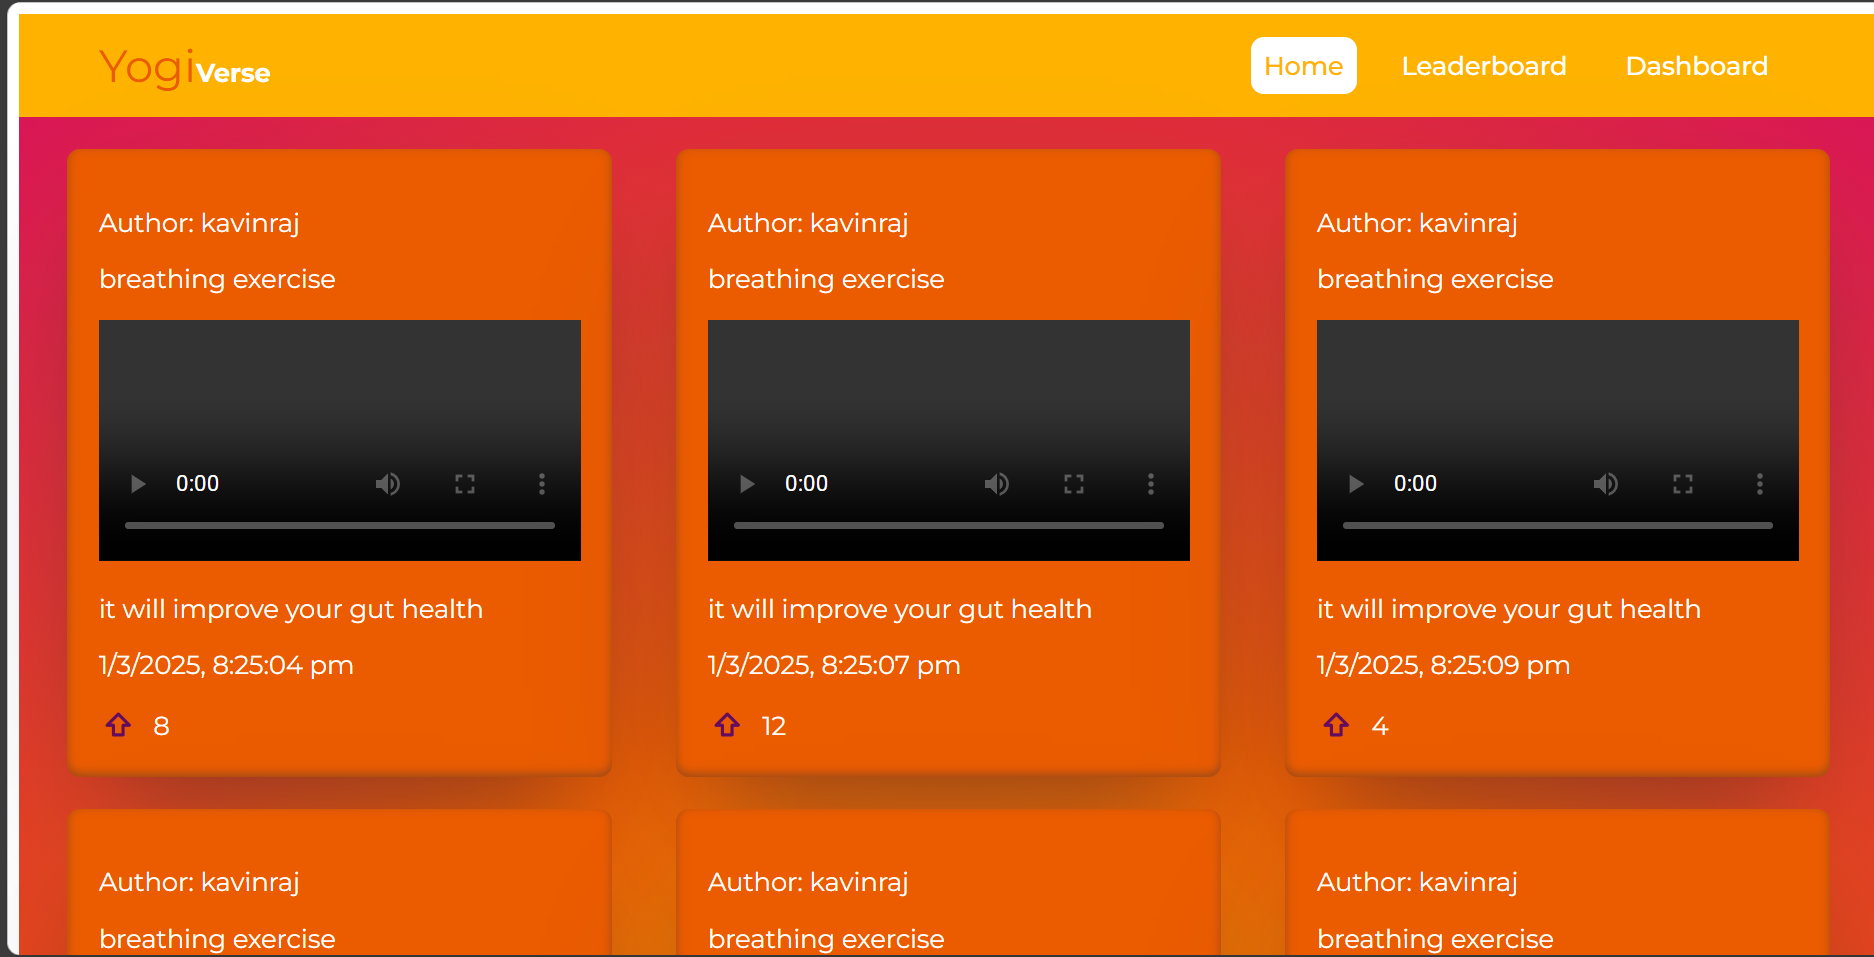 YogiVerse
Home Leaderboard Dashboard
Author: kavinraj
breathing exercise
0:00
it will improve your gut health
1/3/2025, 8:25:04 pm
8
Author: kavinraj
breathing exercise
0:00
it will improve your gut health
1/3/2025, 8:25:07 pm
12
Author: kavinraj
breathing exercise
0:00
it will improve your gut health
1/3/2025, 8:25:09 pm
4
Author: kavinraj
breathing exercise
Author: kavinraj
breathing exercise
Author: kavinraj
breathing exercise